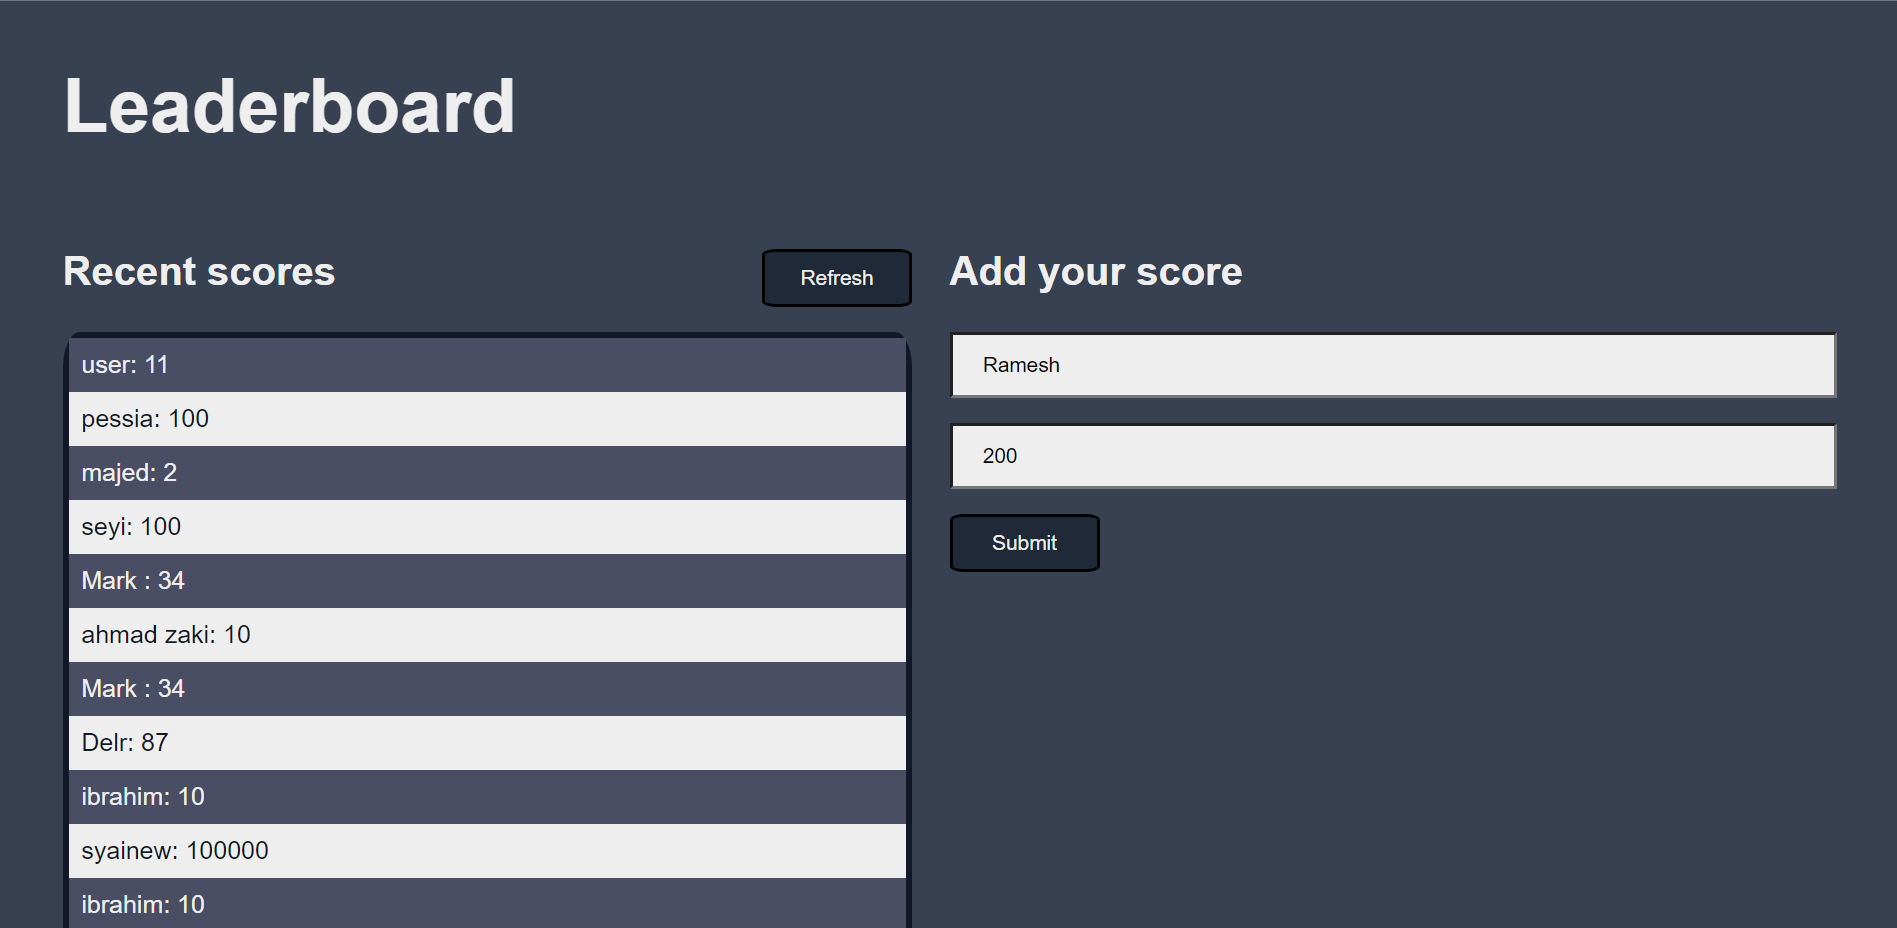 Leaderboard
Recent scores
Refresh
user: 11
pessia: 100
majed: 2
seyi: 100
Mark : 34
ahmad zaki: 10
Mark : 34
Delr: 87
ibrahim: 10
syainew: 100000
ibrahim: 10
Add your score
Ramesh
200
Submit